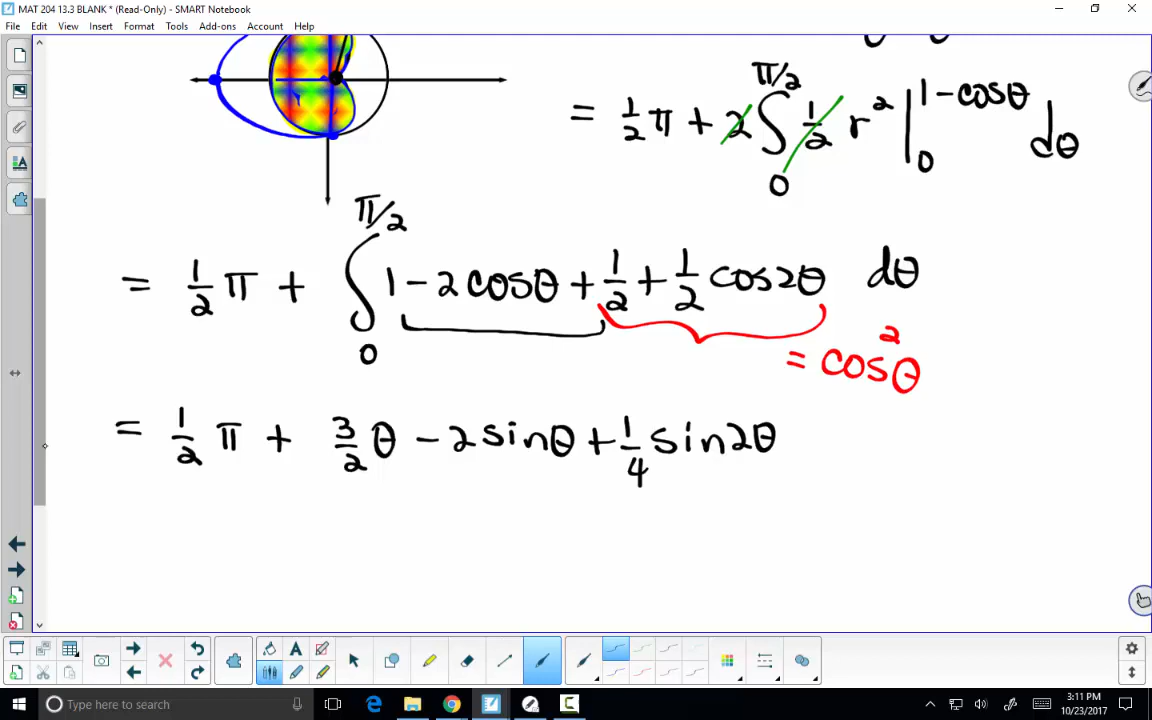 MAT 204 13.3 BLANK * (Read-Only) - SMART Notebook
File Edit View Insert Format Tools Add-ons Account Help
= 1/2 π + 2 ∫₀^(π/2) 1/2 r² |₀^(1-cosθ) dθ
= 1/2 π + ∫₀^(π/2) 1 - 2cosθ + 1/2 + 1/2 cos2θ dθ
= cos²θ
= 1/2 π + 3/2 θ - 2sinθ + 1/4 sin2θ
Type here to search
3:11 PM
10/23/2017